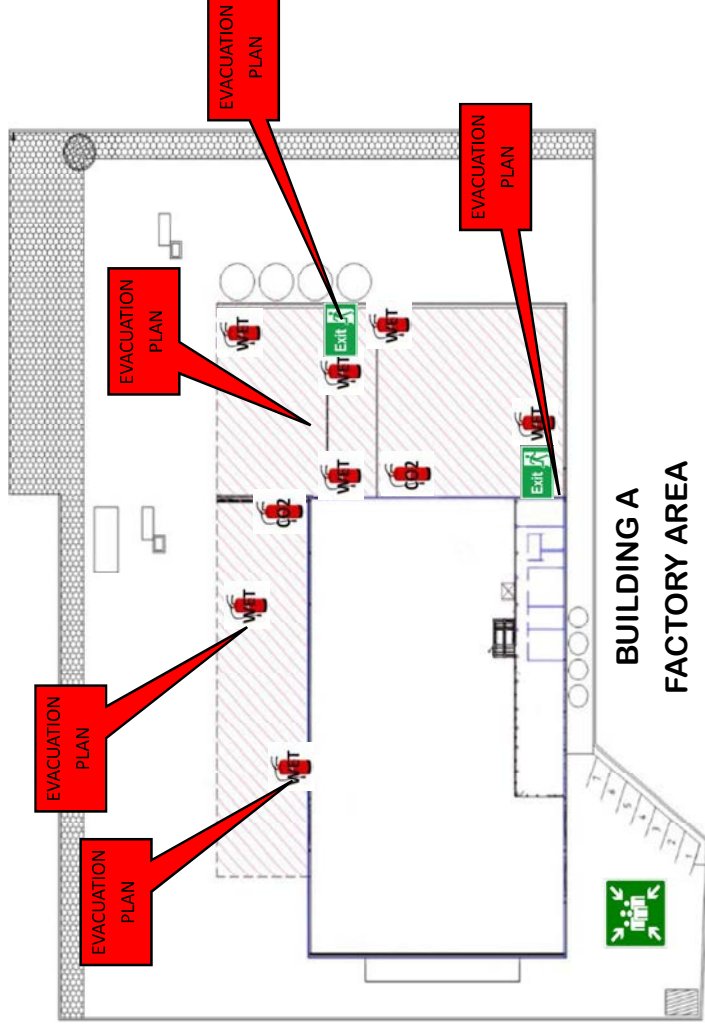 EVACUATION
PLAN
EVACUATION
PLAN
EVACUATION
PLAN
WET
WET
Exit
WET
WET
Exit
WET
CO2
CO2
WET
EVACUATION
PLAN
WET
EVACUATION
PLAN
BUILDING A
FACTORY AREA